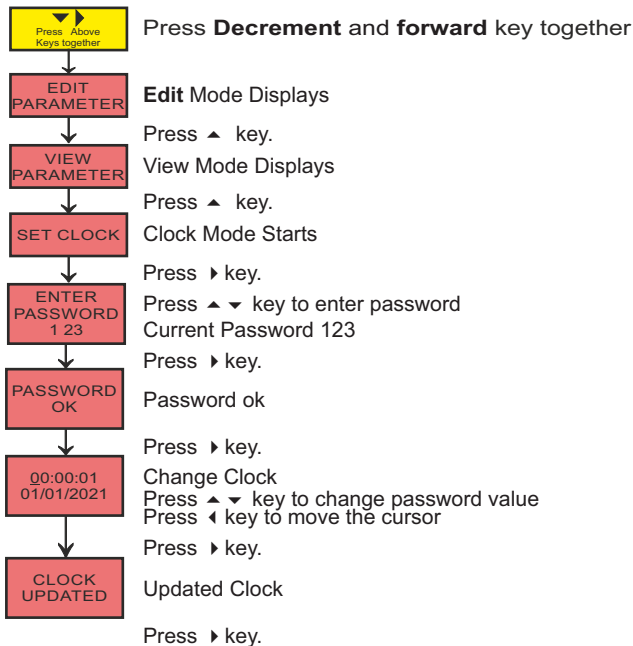 ▼ ▶
Press Above
Keys together
Press Decrement and forward key together
EDIT
PARAMETER
Edit Mode Displays
Press ▲ key.
VIEW
PARAMETER
View Mode Displays
Press ▲ key.
SET CLOCK
Clock Mode Starts
Press ▶ key.
ENTER
PASSWORD
1 23
Press ▲ ▼ key to enter password
Current Password 123
Press ▶ key.
PASSWORD
OK
Password ok
Press ▶ key.
00:00:01
01/01/2021
Change Clock
Press ▲ ▼ key to change password value
Press ◀ key to move the cursor
Press ▶ key.
CLOCK
UPDATED
Updated Clock
Press ▶ key.